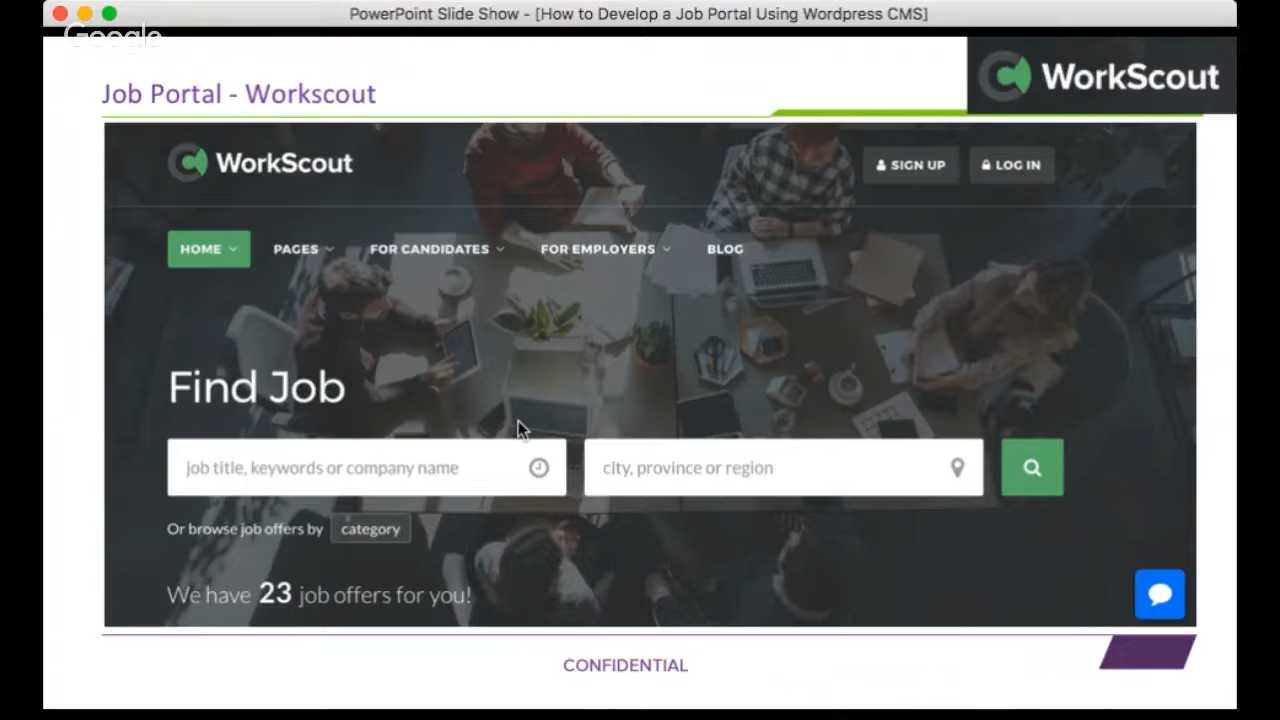 PowerPoint Slide Show - [How to Develop a Job Portal Using Wordpress CMS]
Google
Job Portal - Workscout
WorkScout
WorkScout
SIGN UP
LOG IN
HOME
PAGES
FOR CANDIDATES
FOR EMPLOYERS
BLOG
Find Job
job title, keywords or company name
city, province or region
Or browse job offers by category
We have 23 job offers for you!
CONFIDENTIAL